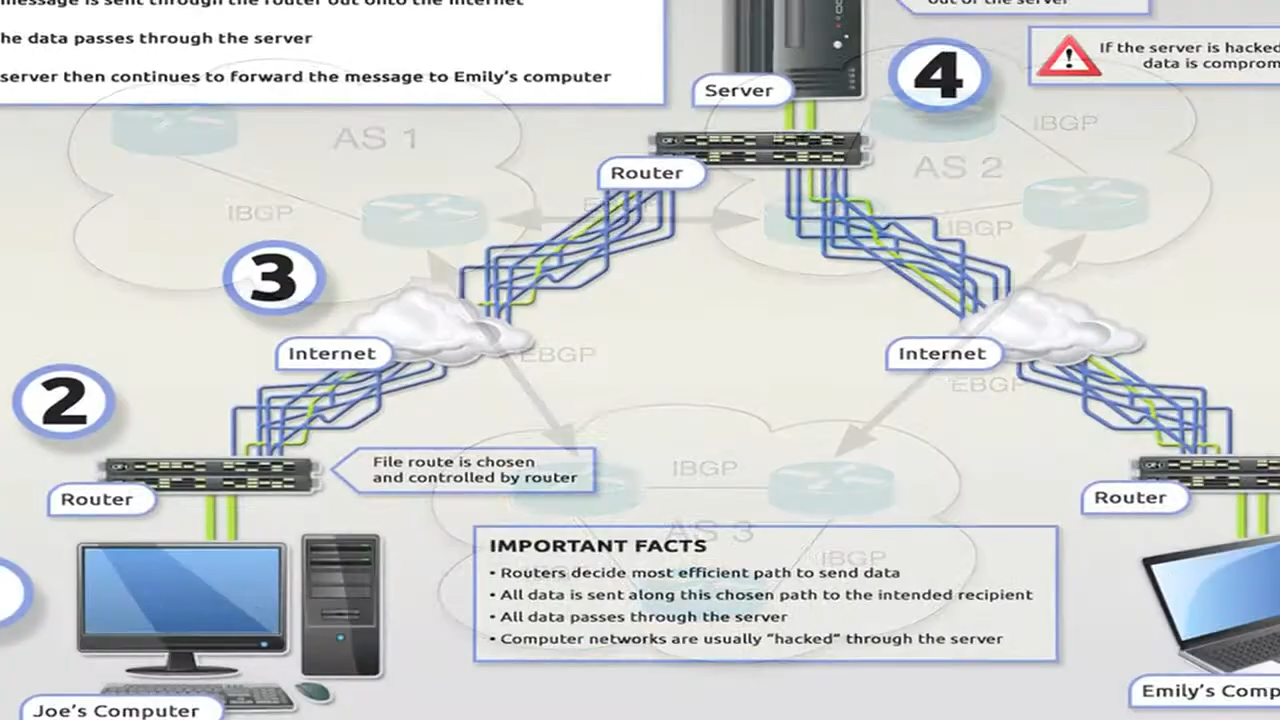 message is sent through the router out onto the internet
he data passes through the server
server then continues to forward the message to Emily's computer
out of the server
If the server is hacked
data is compro
Server
4
AS 1
IBGP
AS 2
Router
IBGP
IBGP
3
Internet
EBGP
Internet
EBGP
2
File route is chosen
and controlled by router
IBGP
Router
Router
AS 3
IBGP
IMPORTANT FACTS
• Routers decide most efficient path to send data
• All data is sent along this chosen path to the intended recipient
• All data passes through the server
• Computer networks are usually "hacked" through the server
Joe's Computer
Emily's Comp